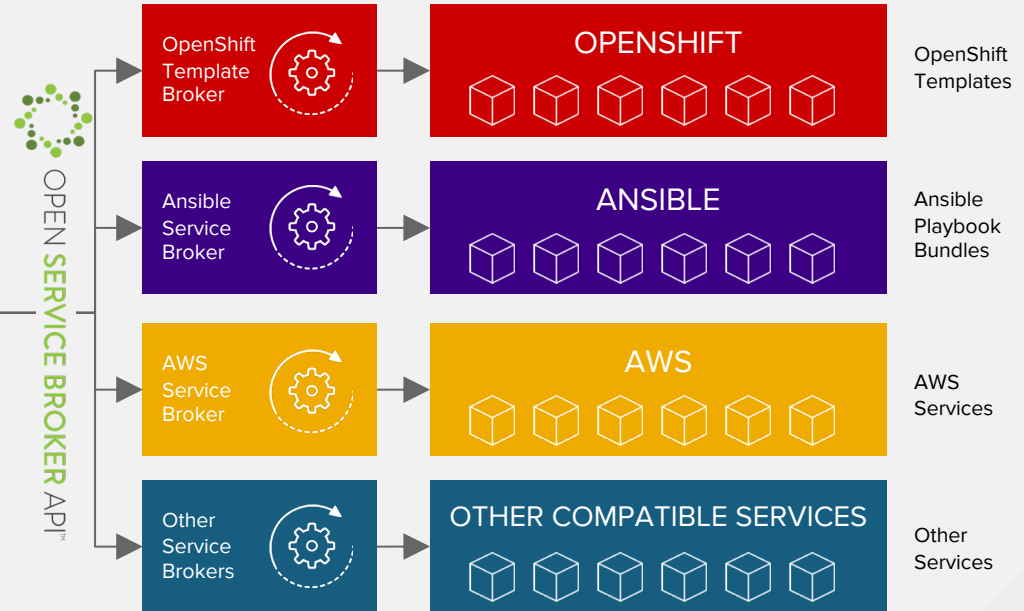 OPEN SERVICE BROKER API™
OpenShift
Template
Broker
OPENSHIFT
OpenShift
Templates
Ansible
Service
Broker
ANSIBLE
Ansible
Playbook
Bundles
AWS
Service
Broker
AWS
AWS
Services
Other
Service
Brokers
OTHER COMPATIBLE SERVICES
Other
Services